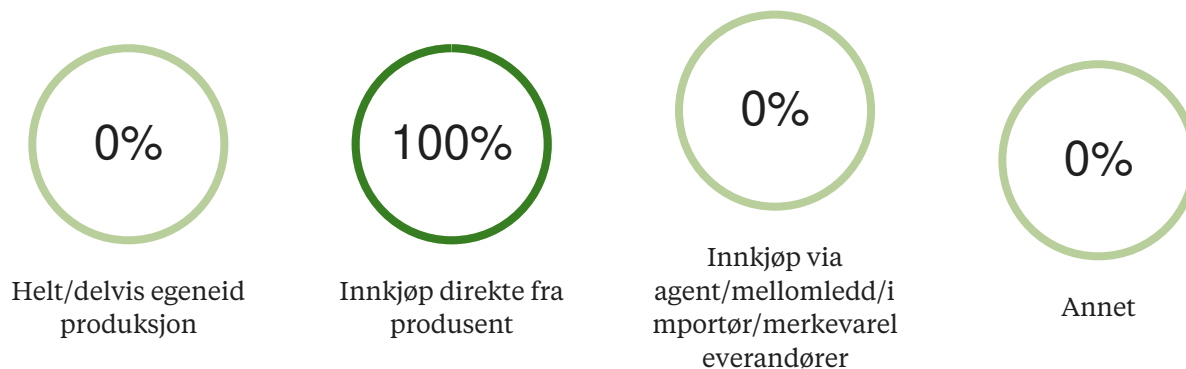 0%
Helt/delvis egeneid
produksjon
100%
Innkjøp direkte fra
produsent
0%
Innkjøp via
agent/mellomledd/i
mportør/merkevarel
everandører
0%
Annet